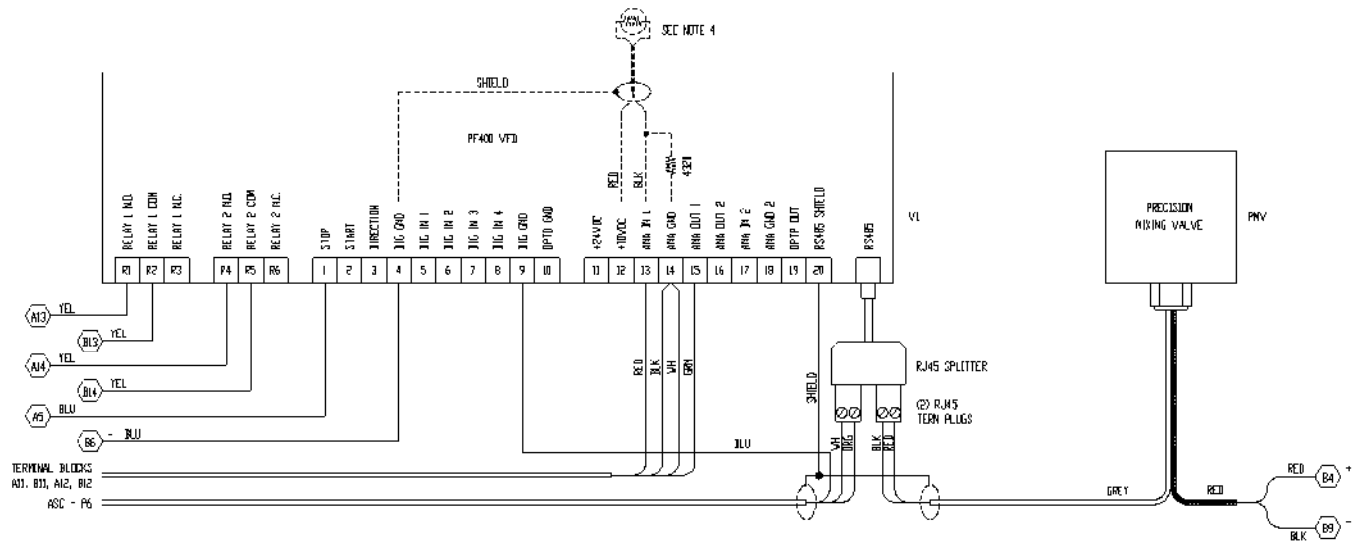 SEE NOTE 4
SHIELD
PF400 VFD
RED
BLK
V1
PRECISION
MIXING VALVE
PMV
RELAY 1 N.O.
RELAY 1 COM
RELAY 1 N.C.
RELAY 2 N.O.
RELAY 2 COM
RELAY 2 N.C.
STOP
START
DIRECTION
DIG GND
DIG IN 1
DIG IN 2
DIG IN 3
DIG IN 4
DIG GND
OPTO GND
+24VDC
+10VDC
ANA IN 1
ANA GND
ANA OUT 1
ANA OUT 2
ANA IN 2
ANA GND 2
OPTP OUT
RS485 SHIELD
RS485
R1 R2 R3 R4 R5 R6 1 2 3 4 5 6 7 8 9 10 11 12 13 14 15 16 17 18 19 20
A13 YEL
B13 YEL
A14 YEL
B14 YEL
A5 BLU
B6 - BLU
RED
BLK
WH
GRN
SHIELD
RJ45 SPLITTER
(2) RJ45
TERM PLUGS
WH
ORG
BLK
RED
BLU
TERMINAL BLOCKS
A11, B11, A12, B12
ASC - P6
GREY
RED
RED B4 +
BLK B9 -